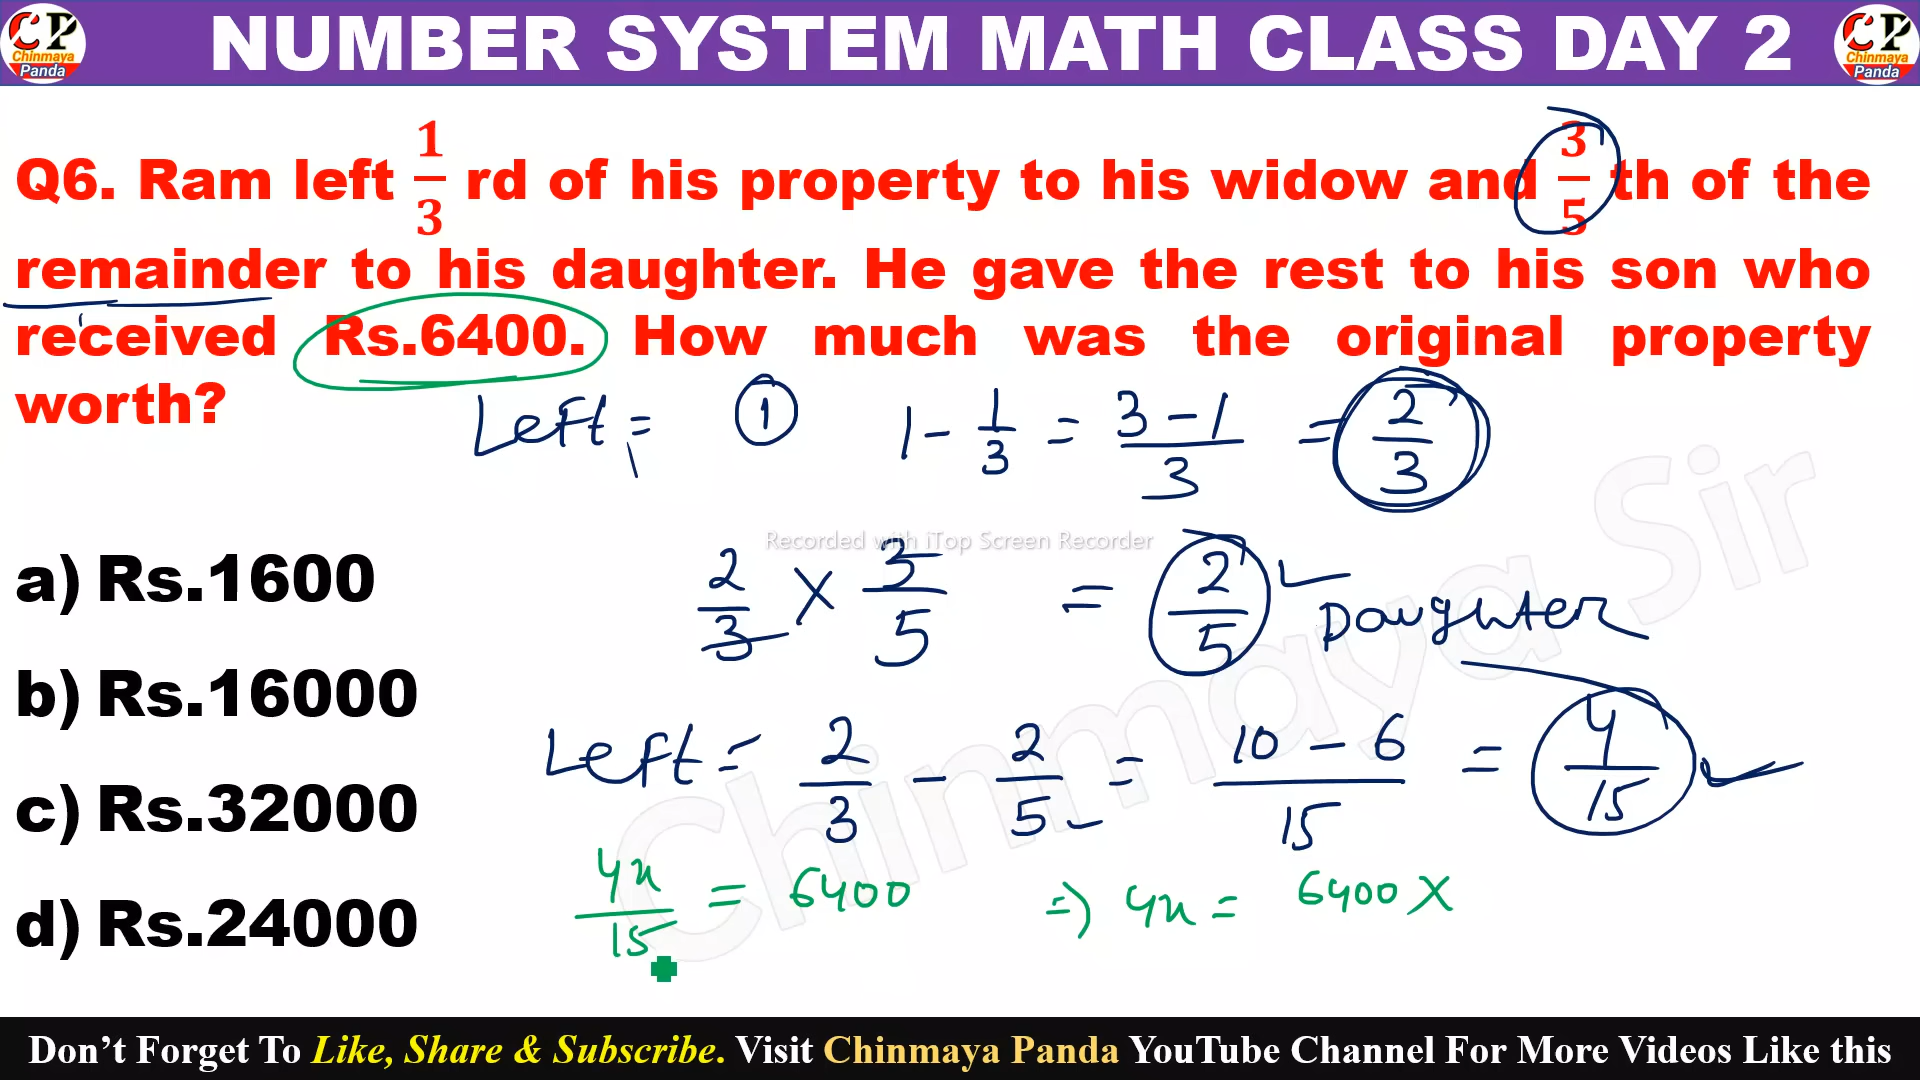 CP NUMBER SYSTEM MATH CLASS DAY 2 CP
Chinmaya Panda Chinmaya Panda
Q6. Ram left 1/3 rd of his property to his widow and 3/5 th of the
remainder to his daughter. He gave the rest to his son who
received Rs.6400. How much was the original property
worth?
Left = 1 1 - 1/3 = 3 - 1/3 = 2/3
Recorded with iTop Screen Recorder
a) Rs.1600
2/3 × 3/5 = 2/5 Daughter
b) Rs.16000
Left = 2/3 - 2/5 = 10 - 6/15 = 4/15
c) Rs.32000
4x/15 = 6400 => 4x = 6400 ×
d) Rs.24000
Chinmaya Sir
Don't Forget To Like, Share & Subscribe. Visit Chinmaya Panda YouTube Channel For More Videos Like this